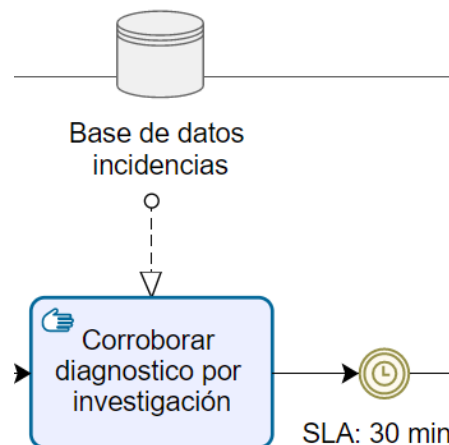 Base de datos
incidencias
Corroborar
diagnostico por
investigación
SLA: 30 min